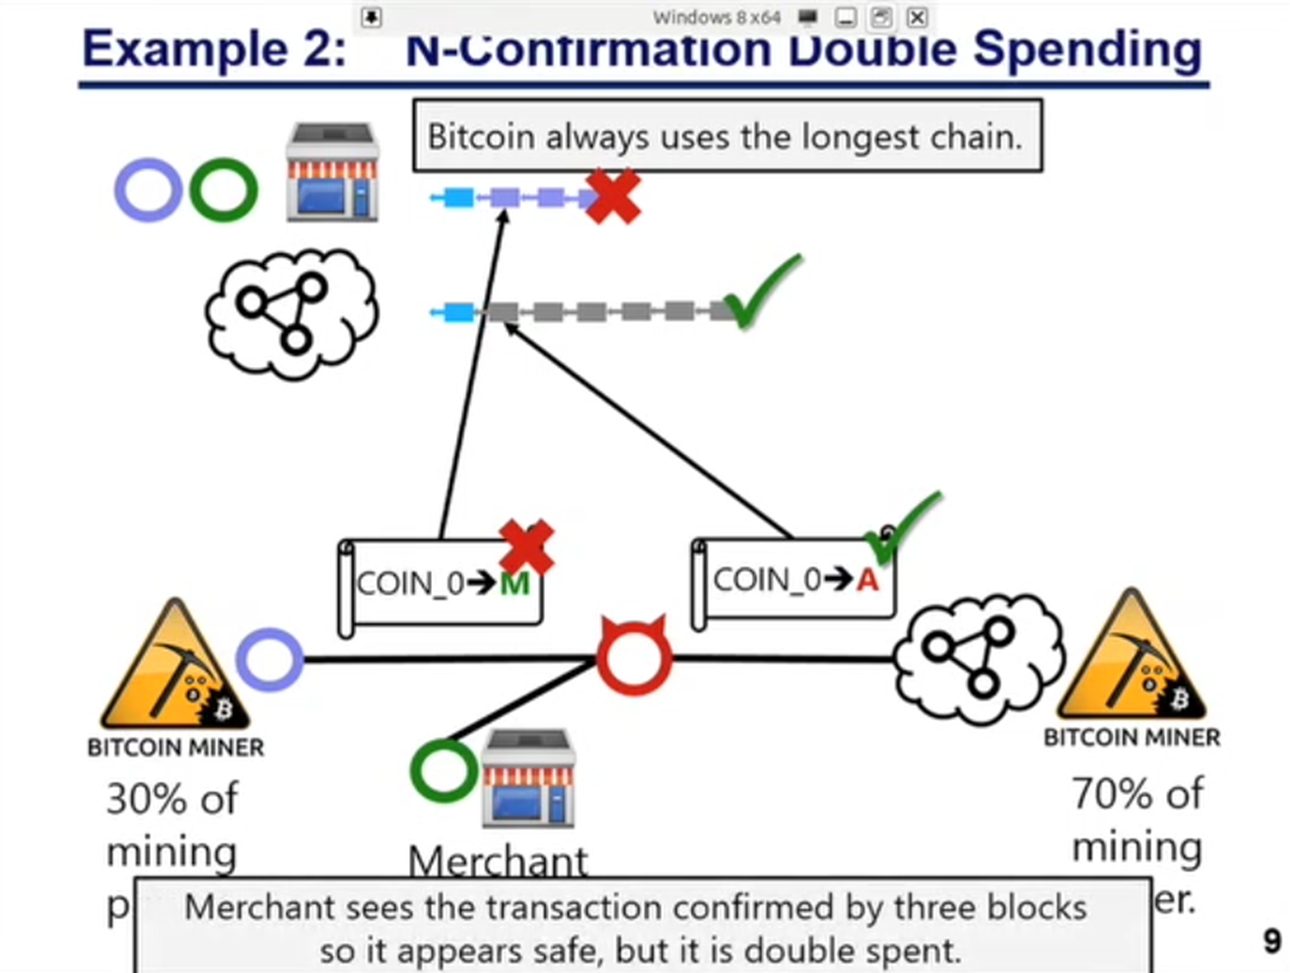 Windows 8 x64
Example 2: N-Confirmation Double Spending
Bitcoin always uses the longest chain.
COIN_0➔M
COIN_0➔A
BITCOIN MINER
30% of
mining
p
Merchant
BITCOIN MINER
70% of
mining
er.
Merchant sees the transaction confirmed by three blocks
so it appears safe, but it is double spent.
9